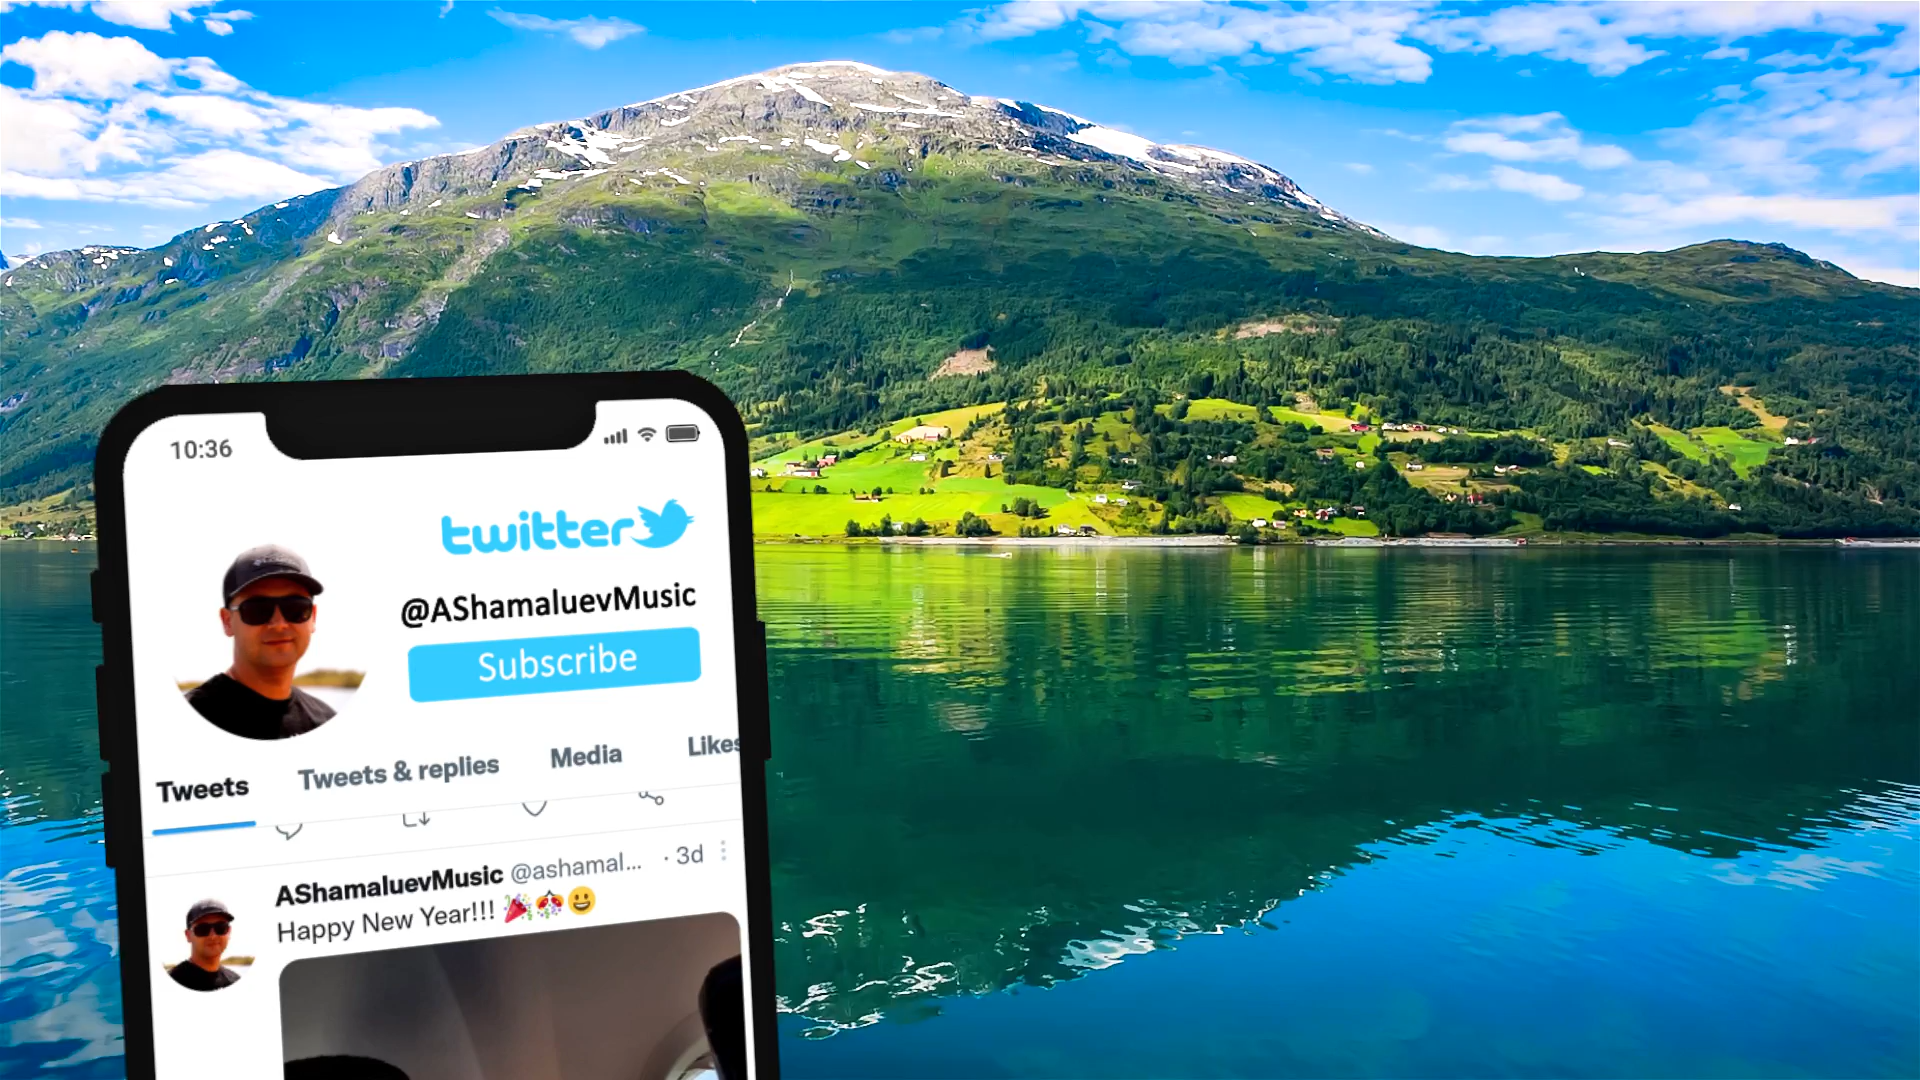 10:36
twitter
@AShamaluevMusic
Subscribe
Tweets
Tweets & replies
Media
Likes
AShamaluevMusic @ashamal... · 3d
Happy New Year!!! 🎉🎊😀